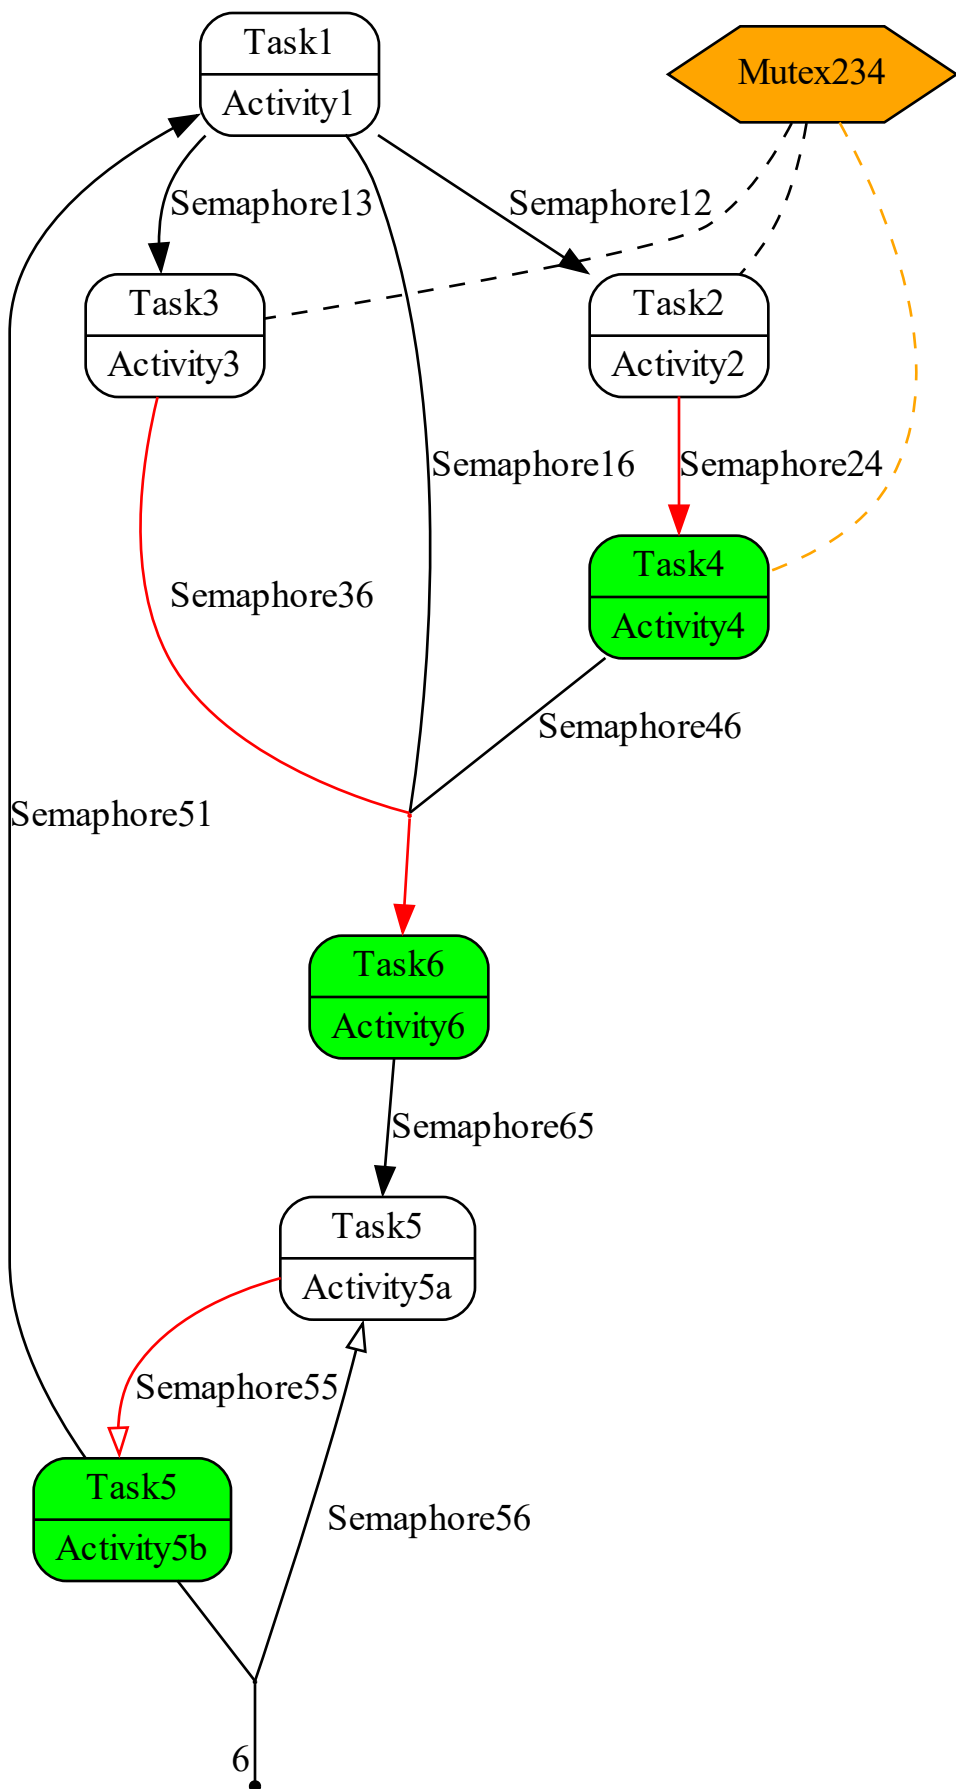 Task1
Activity1
Mutex234
Semaphore13
Semaphore12
Task3
Activity3
Task2
Activity2
Semaphore16
Semaphore24
Task4
Activity4
Semaphore36
Semaphore46
Semaphore51
Task6
Activity6
Semaphore65
Task5
Activity5a
Semaphore55
Task5
Activity5b
Semaphore56
6